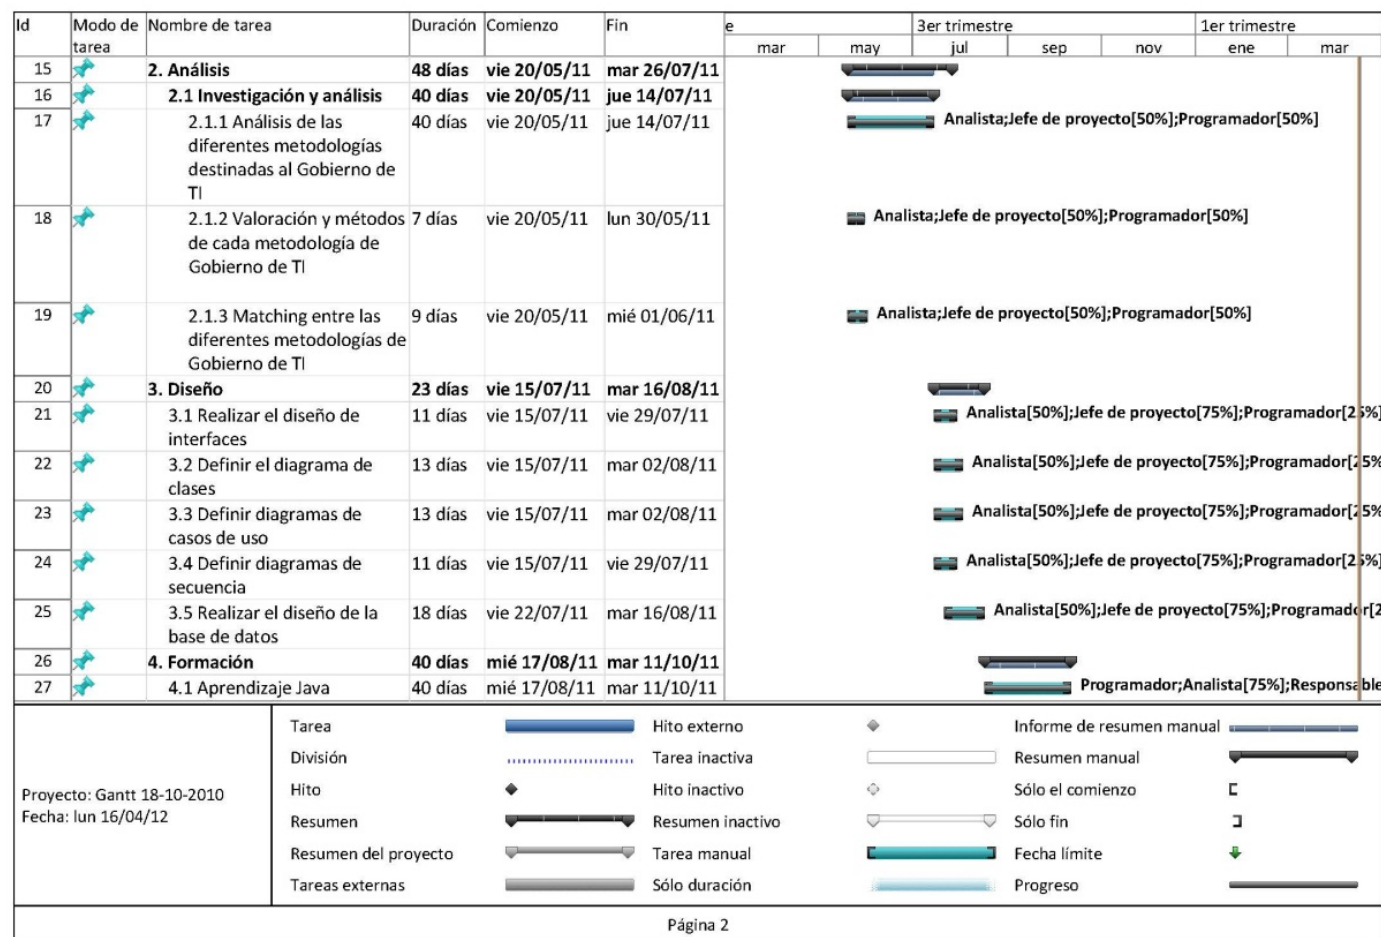 Id Modo de tarea Nombre de tarea Duración Comienzo Fin e 3er trimestre 1er trimestre
mar may jul sep nov ene mar
15 2. Análisis 48 días vie 20/05/11 mar 26/07/11
16 2.1 Investigación y análisis 40 días vie 20/05/11 jue 14/07/11
17 2.1.1 Análisis de las 40 días vie 20/05/11 jue 14/07/11 Analista;Jefe de proyecto[50%];Programador[50%]
diferentes metodologías
destinadas al Gobierno de
TI
18 2.1.2 Valoración y métodos 7 días vie 20/05/11 lun 30/05/11 Analista;Jefe de proyecto[50%];Programador[50%]
de cada metodología de
Gobierno de TI
19 2.1.3 Matching entre las 9 días vie 20/05/11 mié 01/06/11 Analista;Jefe de proyecto[50%];Programador[50%]
diferentes metodologías de
Gobierno de TI
20 3. Diseño 23 días vie 15/07/11 mar 16/08/11
21 3.1 Realizar el diseño de 11 días vie 15/07/11 vie 29/07/11 Analista[50%];Jefe de proyecto[75%];Programador[25%]
interfaces
22 3.2 Definir el diagrama de 13 días vie 15/07/11 mar 02/08/11 Analista[50%];Jefe de proyecto[75%];Programador[25%
clases
23 3.3 Definir diagramas de 13 días vie 15/07/11 mar 02/08/11 Analista[50%];Jefe de proyecto[75%];Programador[25%
casos de uso
24 3.4 Definir diagramas de 11 días vie 15/07/11 vie 29/07/11 Analista[50%];Jefe de proyecto[75%];Programador[25%]
secuencia
25 3.5 Realizar el diseño de la 18 días vie 22/07/11 mar 16/08/11 Analista[50%];Jefe de proyecto[75%];Programador[2
base de datos
26 4. Formación 40 días mié 17/08/11 mar 11/10/11
27 4.1 Aprendizaje Java 40 días mié 17/08/11 mar 11/10/11 Programador;Analista[75%];Responsable
Proyecto: Gantt 18-10-2010
Fecha: lun 16/04/12
Tarea Hito externo Informe de resumen manual
División Tarea inactiva Resumen manual
Hito Hito inactivo Sólo el comienzo
Resumen Resumen inactivo Sólo fin
Resumen del proyecto Tarea manual Fecha límite
Tareas externas Sólo duración Progreso
Página 2